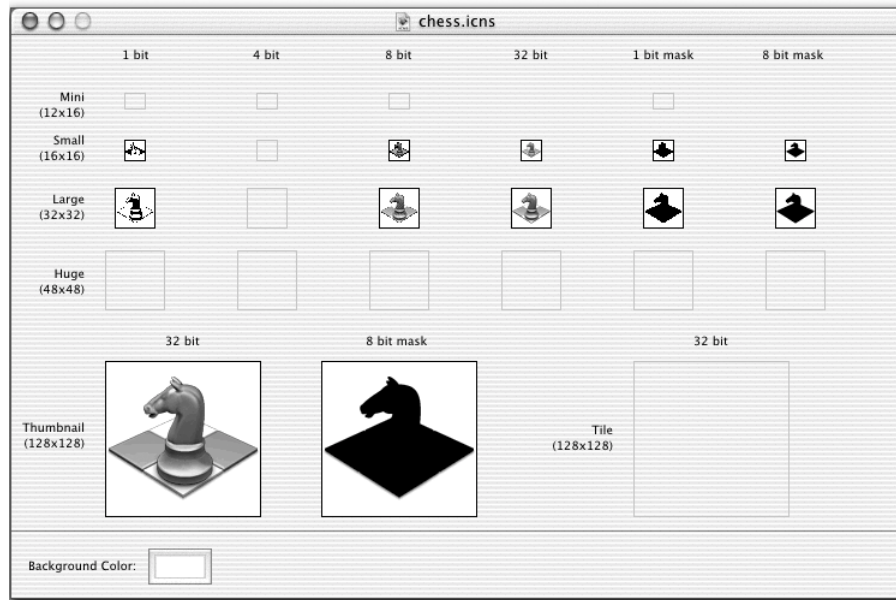 chess.icns
1 bit 4 bit 8 bit 32 bit 1 bit mask 8 bit mask
Mini
(12x16)
Small
(16x16)
Large
(32x32)
Huge
(48x48)
32 bit 8 bit mask 32 bit
Thumbnail
(128x128)
Tile
(128x128)
Background Color: